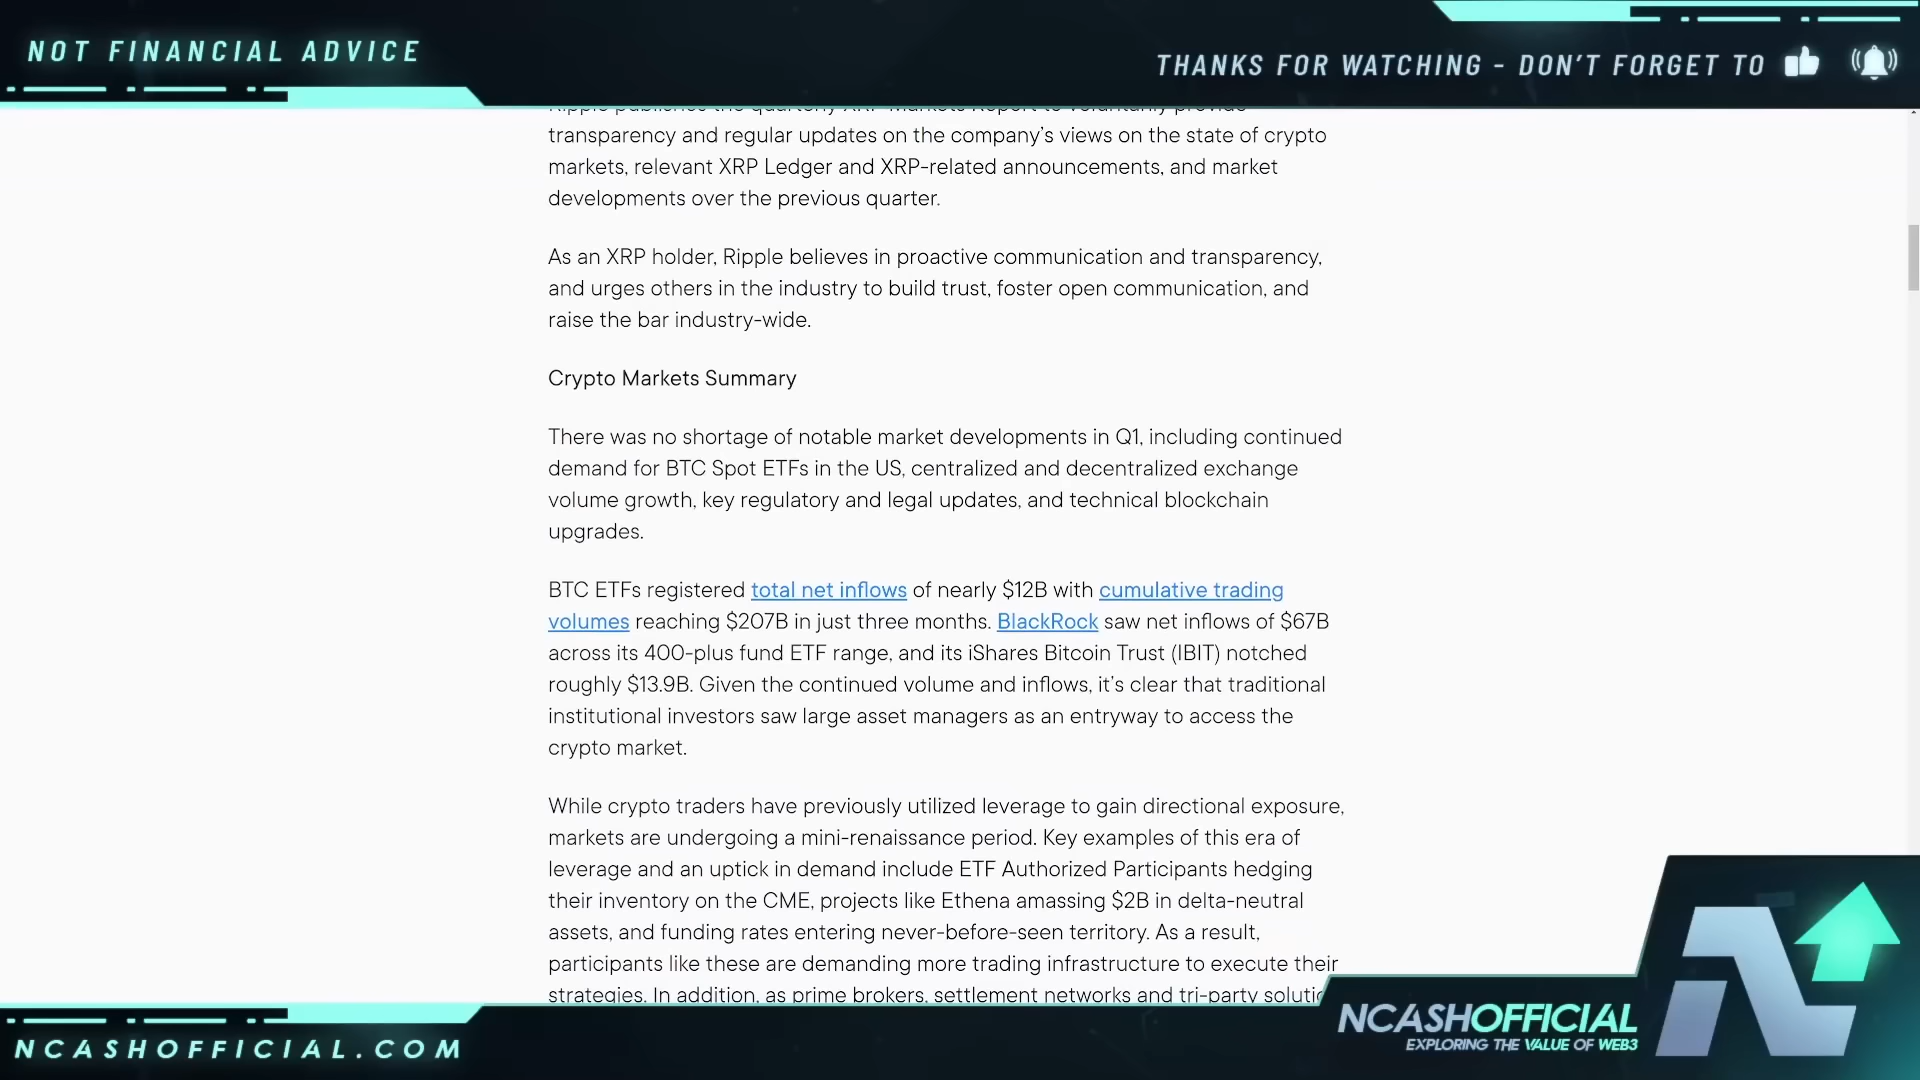 NOT FINANCIAL ADVICE
THANKS FOR WATCHING - DON'T FORGET TO
Ripple publishes the quarterly XRP Markets Report to voluntarily provide
transparency and regular updates on the company's views on the state of crypto
markets, relevant XRP Ledger and XRP-related announcements, and market
developments over the previous quarter.
As an XRP holder, Ripple believes in proactive communication and transparency,
and urges others in the industry to build trust, foster open communication, and
raise the bar industry-wide.
Crypto Markets Summary
There was no shortage of notable market developments in Q1, including continued
demand for BTC Spot ETFs in the US, centralized and decentralized exchange
volume growth, key regulatory and legal updates, and technical blockchain
upgrades.
BTC ETFs registered total net inflows of nearly $12B with cumulative trading
volumes reaching $207B in just three months. BlackRock saw net inflows of $67B
across its 400-plus fund ETF range, and its iShares Bitcoin Trust (IBIT) notched
roughly $13.9B. Given the continued volume and inflows, it's clear that traditional
institutional investors saw large asset managers as an entryway to access the
crypto market.
While crypto traders have previously utilized leverage to gain directional exposure,
markets are undergoing a mini-renaissance period. Key examples of this era of
leverage and an uptick in demand include ETF Authorized Participants hedging
their inventory on the CME, projects like Ethena amassing $2B in delta-neutral
assets, and funding rates entering never-before-seen territory. As a result,
participants like these are demanding more trading infrastructure to execute their
strategies. In addition, as prime brokers, settlement networks and tri-party
NCASHOFFICIAL.COM
NCASHOFFICIAL
EXPLORING THE VALUE OF WEB3